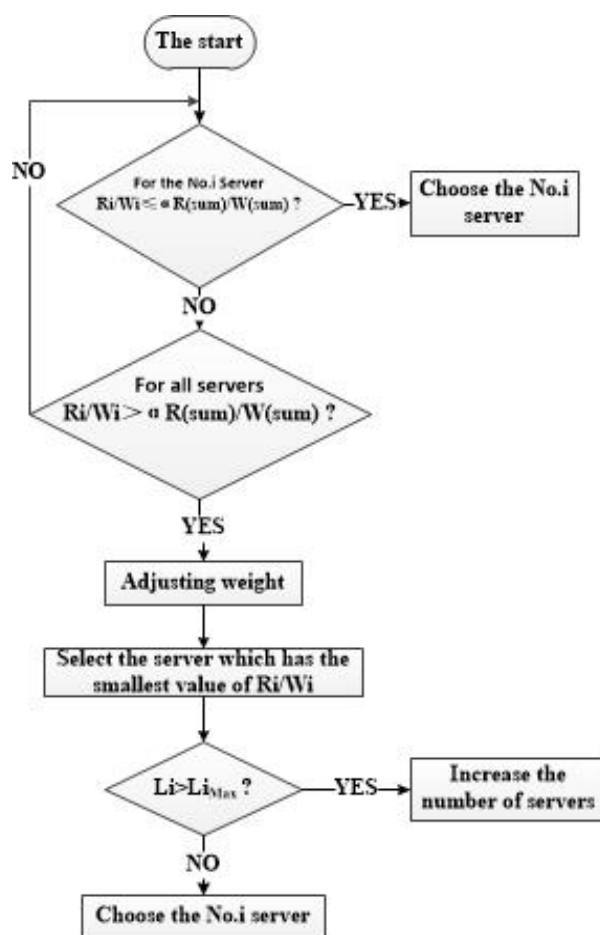 The start
NO
For the No.i Server
Ri/Wi≤ α R(sum)/W(sum) ?
YES
Choose the No.i
server
NO
For all servers
Ri/Wi> α R(sum)/W(sum) ?
YES
Adjusting weight
Select the server which has the
smallest value of Ri/Wi
Li>LiMax ?
YES
Increase the
number of servers
NO
Choose the No.i server